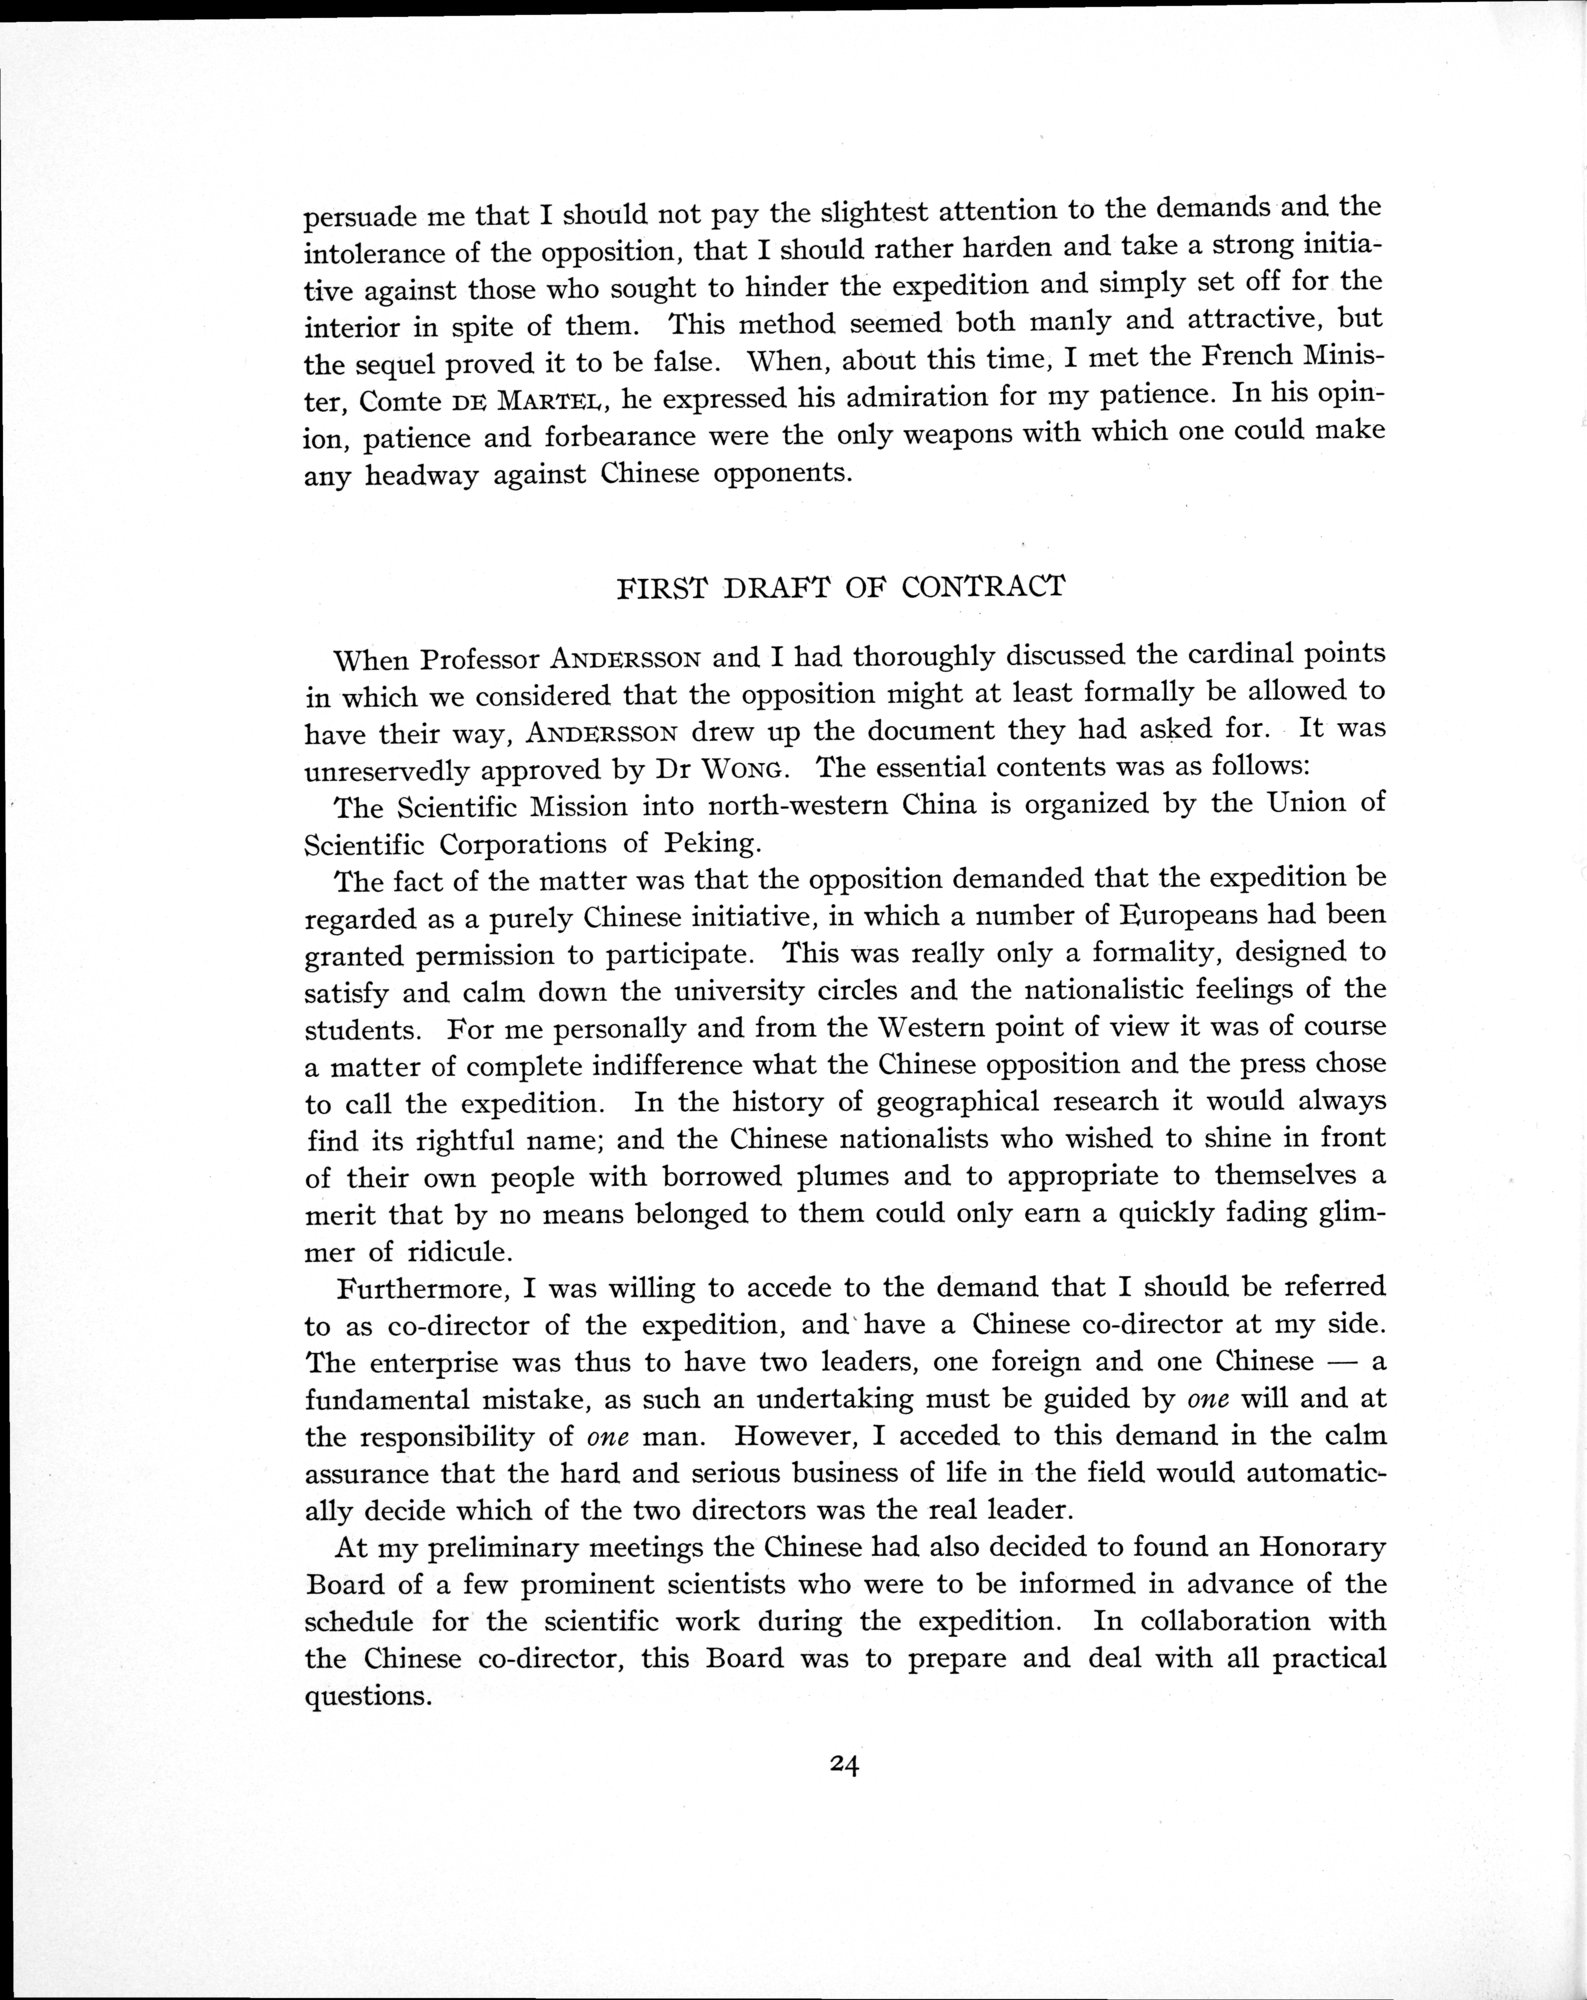 persuade me that I should not pay the slightest attention to the demands and the
intolerance of the opposition, that I should rather harden and take a strong initia-
tive against those who sought to hinder the expedition and simply set off for the
interior in spite of them. This method seemed both manly and attractive, but
the sequel proved it to be false. When, about this time, I met the French Minis-
ter, Comte DE MARTEL, he expressed his admiration for my patience. In his opin-
ion, patience and forbearance were the only weapons with which one could make
any headway against Chinese opponents.
FIRST DRAFT OF CONTRACT
When Professor ANDERSSON and I had thoroughly discussed the cardinal points
in which we considered that the opposition might at least formally be allowed to
have their way, ANDERSSON drew up the document they had asked for. It was
unreservedly approved by Dr WONG. The essential contents was as follows:
The Scientific Mission into north-western China is organized by the Union of
Scientific Corporations of Peking.
The fact of the matter was that the opposition demanded that the expedition be
regarded as a purely Chinese initiative, in which a number of Europeans had been
granted permission to participate. This was really only a formality, designed to
satisfy and calm down the university circles and the nationalistic feelings of the
students. For me personally and from the Western point of view it was of course
a matter of complete indifference what the Chinese opposition and the press chose
to call the expedition. In the history of geographical research it would always
find its rightful name; and the Chinese nationalists who wished to shine in front
of their own people with borrowed plumes and to appropriate to themselves a
merit that by no means belonged to them could only earn a quickly fading glim-
mer of ridicule.
Furthermore, I was willing to accede to the demand that I should be referred
to as co-director of the expedition, and have a Chinese co-director at my side.
The enterprise was thus to have two leaders, one foreign and one Chinese — a
fundamental mistake, as such an undertaking must be guided by one will and at
the responsibility of one man. However, I acceded to this demand in the calm
assurance that the hard and serious business of life in the field would automatic-
ally decide which of the two directors was the real leader.
At my preliminary meetings the Chinese had also decided to found an Honorary
Board of a few prominent scientists who were to be informed in advance of the
schedule for the scientific work during the expedition. In collaboration with
the Chinese co-director, this Board was to prepare and deal with all practical
questions.
24